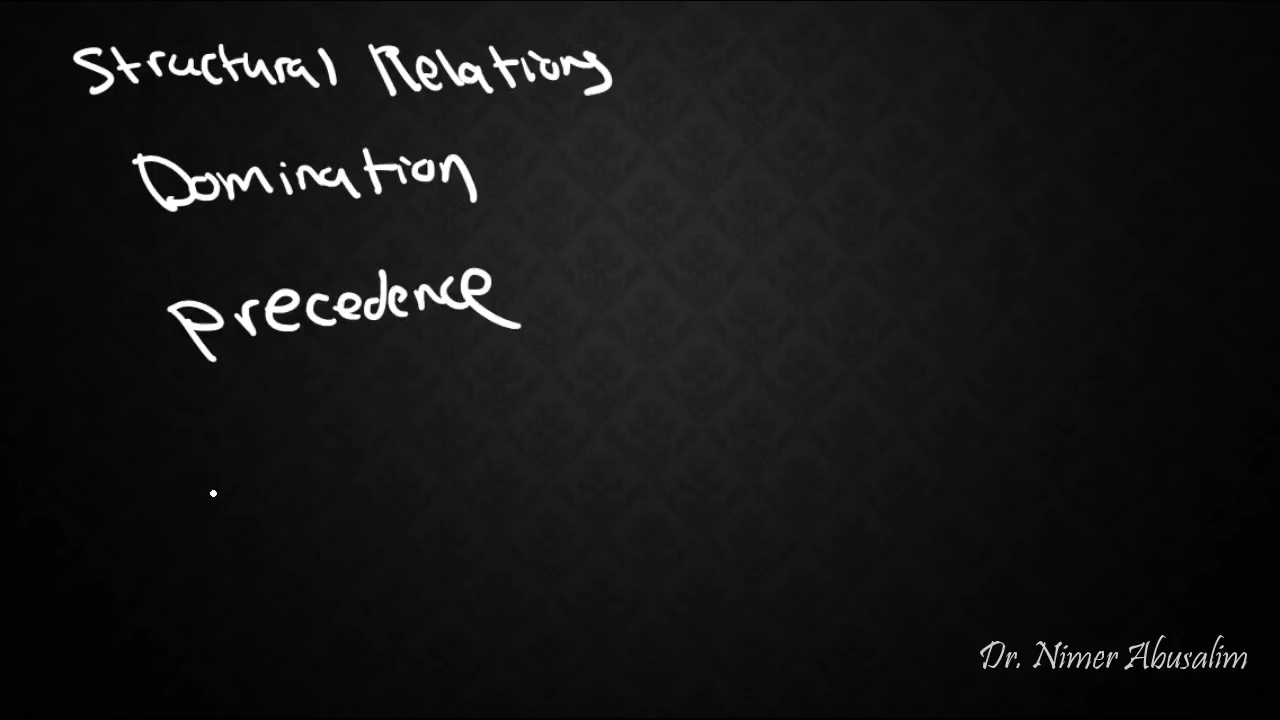 Structural Relations
Domination
Precedence
Dr. Nimer Abusalim